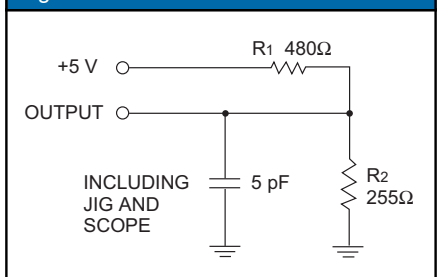 R1 480Ω
+5 V
OUTPUT
INCLUDING
JIG AND
SCOPE
5 pF
R2
255Ω